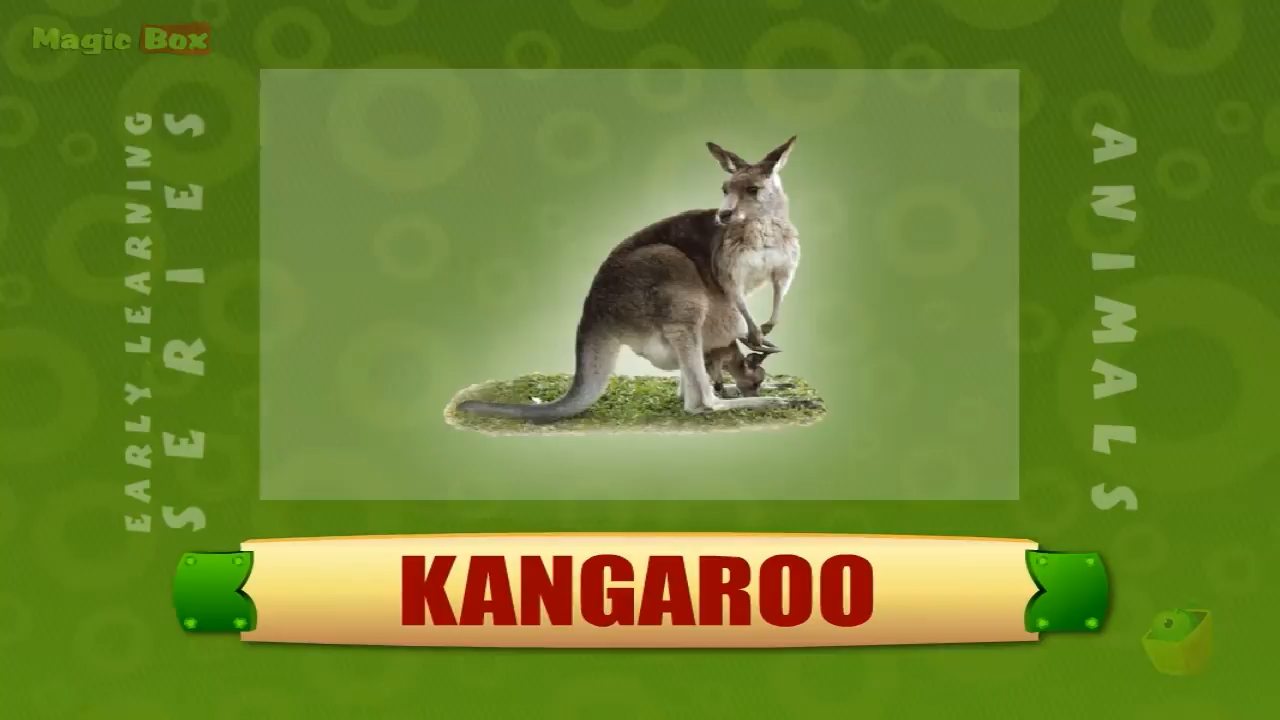 Magic Box
EARLY LEARNING
SERIES
ANIMALS
KANGAROO